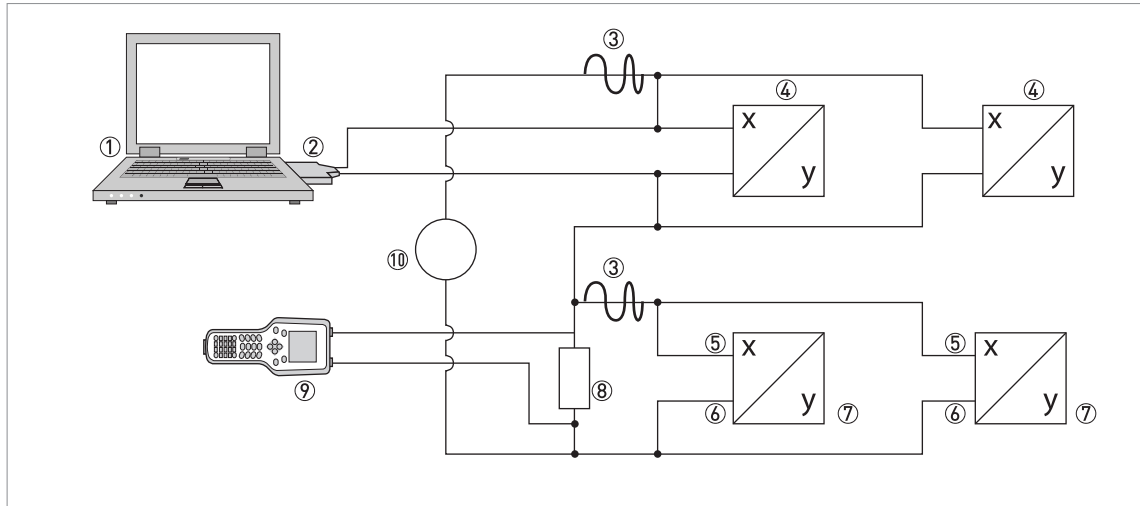 ③
④ ④
① ②
X X
y y
⑩
③
⑤ X ⑤ X
⑨ ⑧
⑥ y ⑦ ⑥ y ⑦